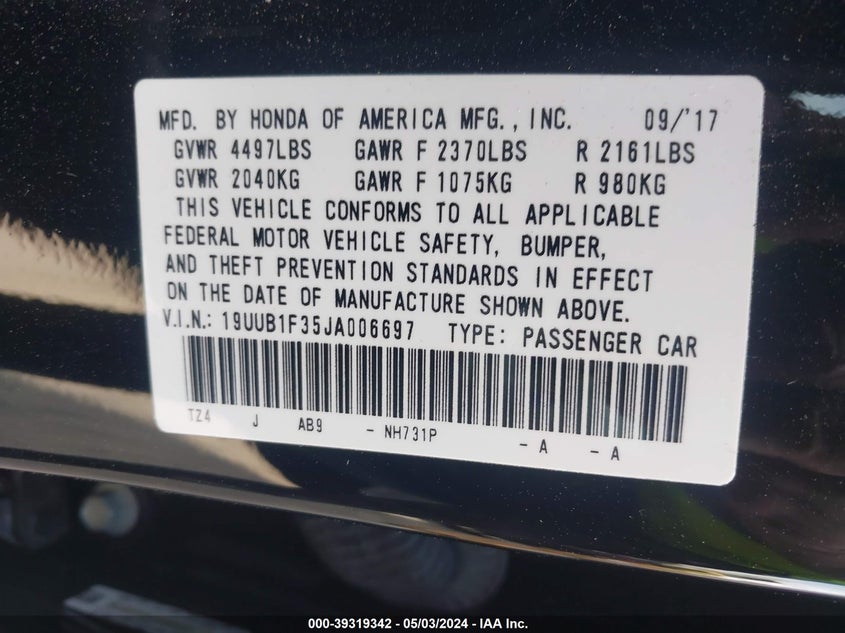 MFD. BY HONDA OF AMERICA MFG., INC. 09/'17
GVWR 4497LBS GAWR F 2370LBS R 2161LBS
GVWR 2040KG GAWR F 1075KG R 980KG
THIS VEHICLE CONFORMS TO ALL APPLICABLE
FEDERAL MOTOR VEHICLE SAFETY, BUMPER,
AND THEFT PREVENTION STANDARDS IN EFFECT
ON THE DATE OF MANUFACTURE SHOWN ABOVE.
V.I.N.: 19UUB1F35JA006697 TYPE: PASSENGER CAR
TZ4 J AB9 - NH731P - A - A
000-39319342 - 05/03/2024 - IAA Inc.